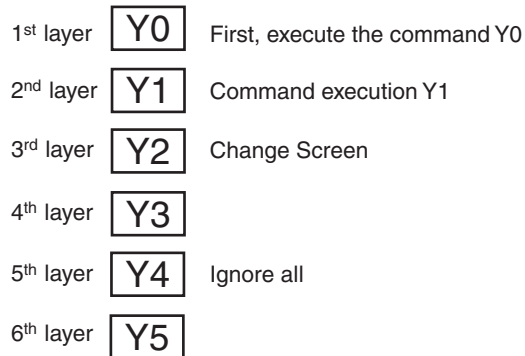 1st layer Y0 First, execute the command Y0
2nd layer Y1 Command execution Y1
3rd layer Y2 Change Screen
4th layer Y3
5th layer Y4 Ignore all
6th layer Y5